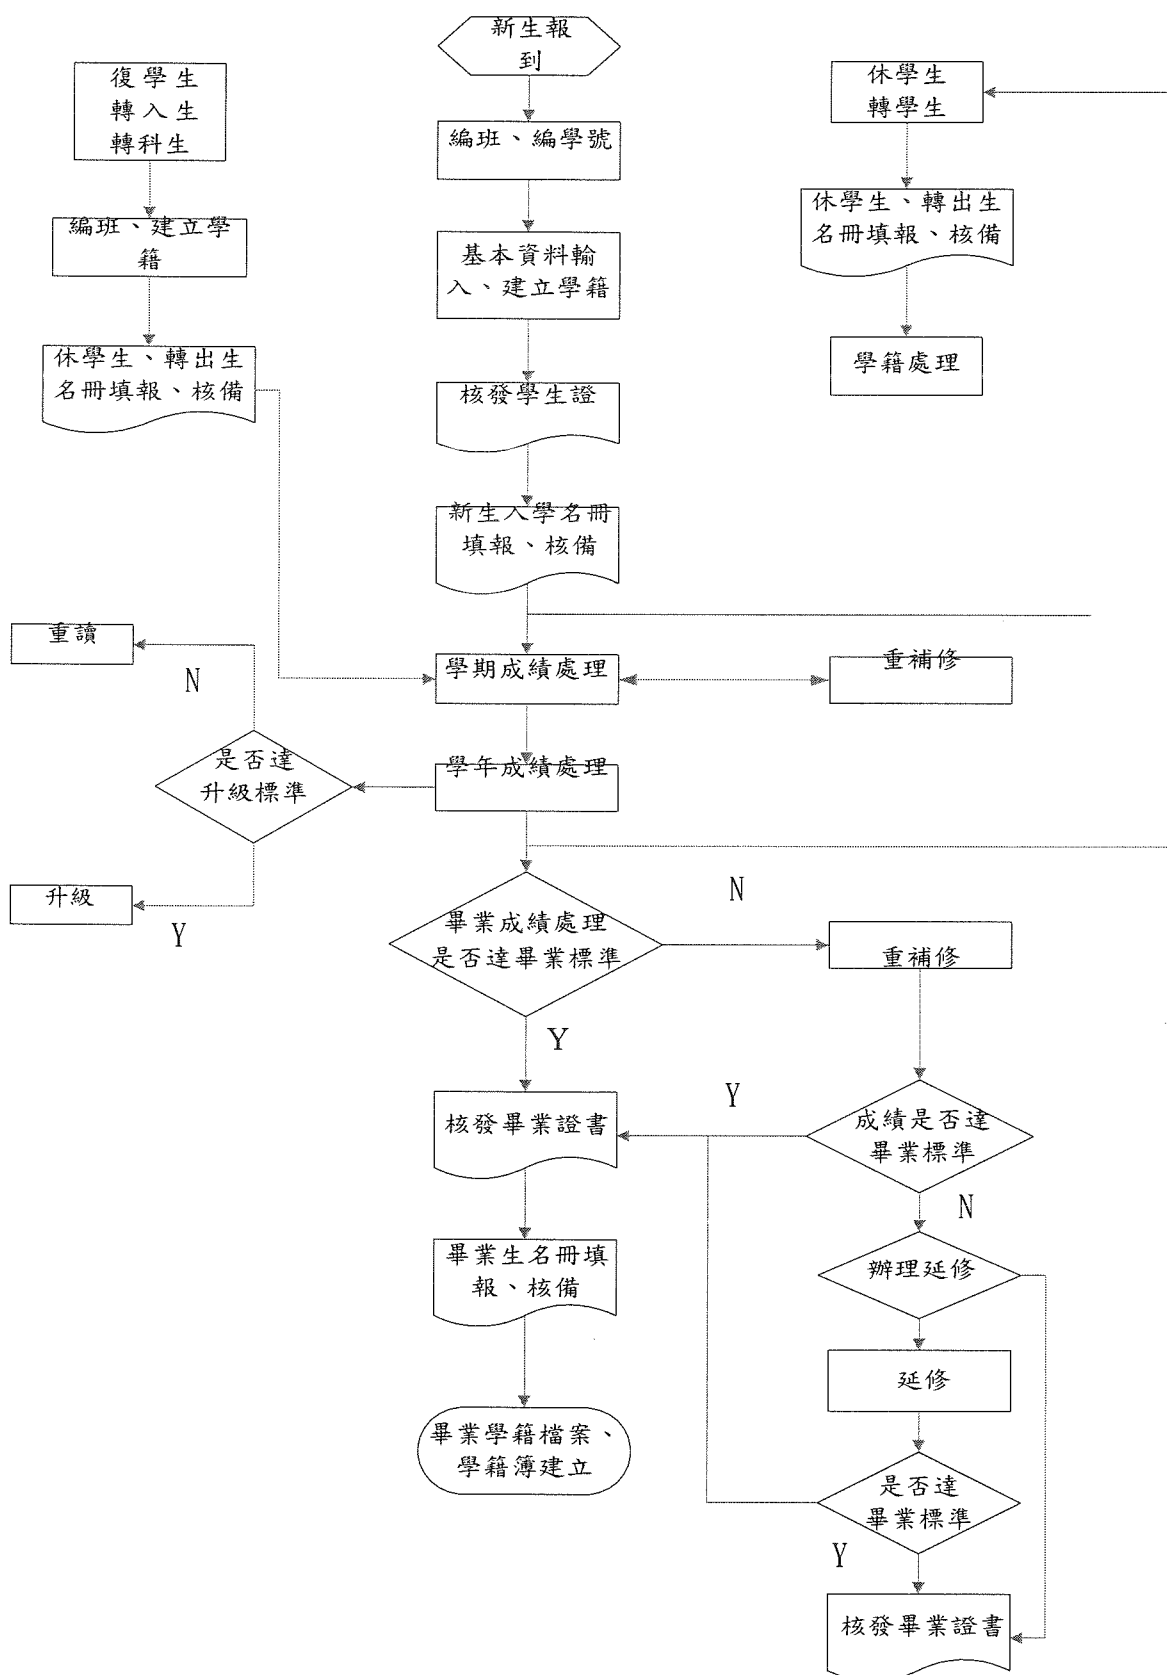 新生報
到
復學生
轉入生
轉科生
休學生
轉學生
編班、編學號
休學生、轉出生
名冊填報、核備
編班、建立學
籍
基本資料輸
入、建立學籍
休學生、轉出生
名冊填報、核備
學籍處理
核發學生證
新生入學名冊
填報、核備
重讀
N
學期成績處理
重補修
是否達
升級標準
學年成績處理
升級
Y
N
畢業成績處理
是否達畢業標準
重補修
Y
核發畢業證書
Y
成績是否達
畢業標準
N
畢業生名冊填
報、核備
辦理延修
延修
畢業學籍檔案、
學籍簿建立
是否達
畢業標準
Y
核發畢業證書